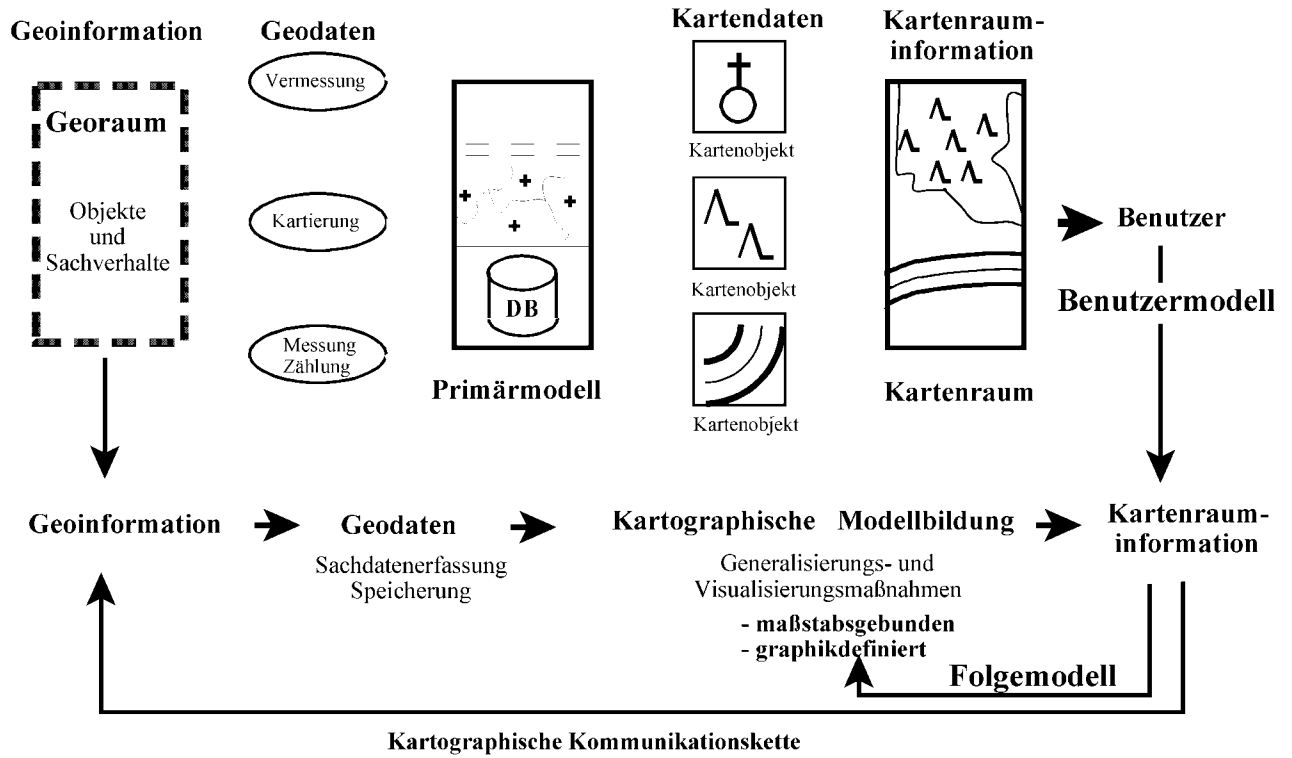 Geoinformation
Georaum
Objekte
und
Sachverhalte
Geodaten
Vermessung
Kartierung
Messung
Zählung
DB
Primärmodell
Kartendaten
Kartenobjekt
Kartenobjekt
Kartenobjekt
Kartenraum-
information
Kartenraum
Benutzer
Benutzermodell
Geoinformation
Geodaten
Sachdatenerfassung
Speicherung
Kartographische Modellbildung
Generalisierungs- und
Visualisierungsmaßnahmen
- maßstabsgebunden
- graphikdefiniert
Kartenraum-
information
Folgemodell
Kartographische Kommunikationskette